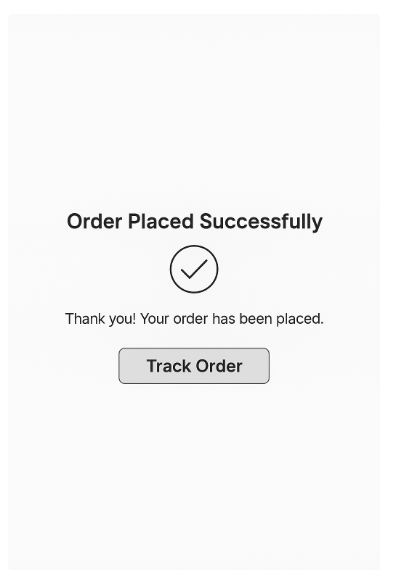 Order Placed Successfully
Thank you! Your order has been placed.
Track Order